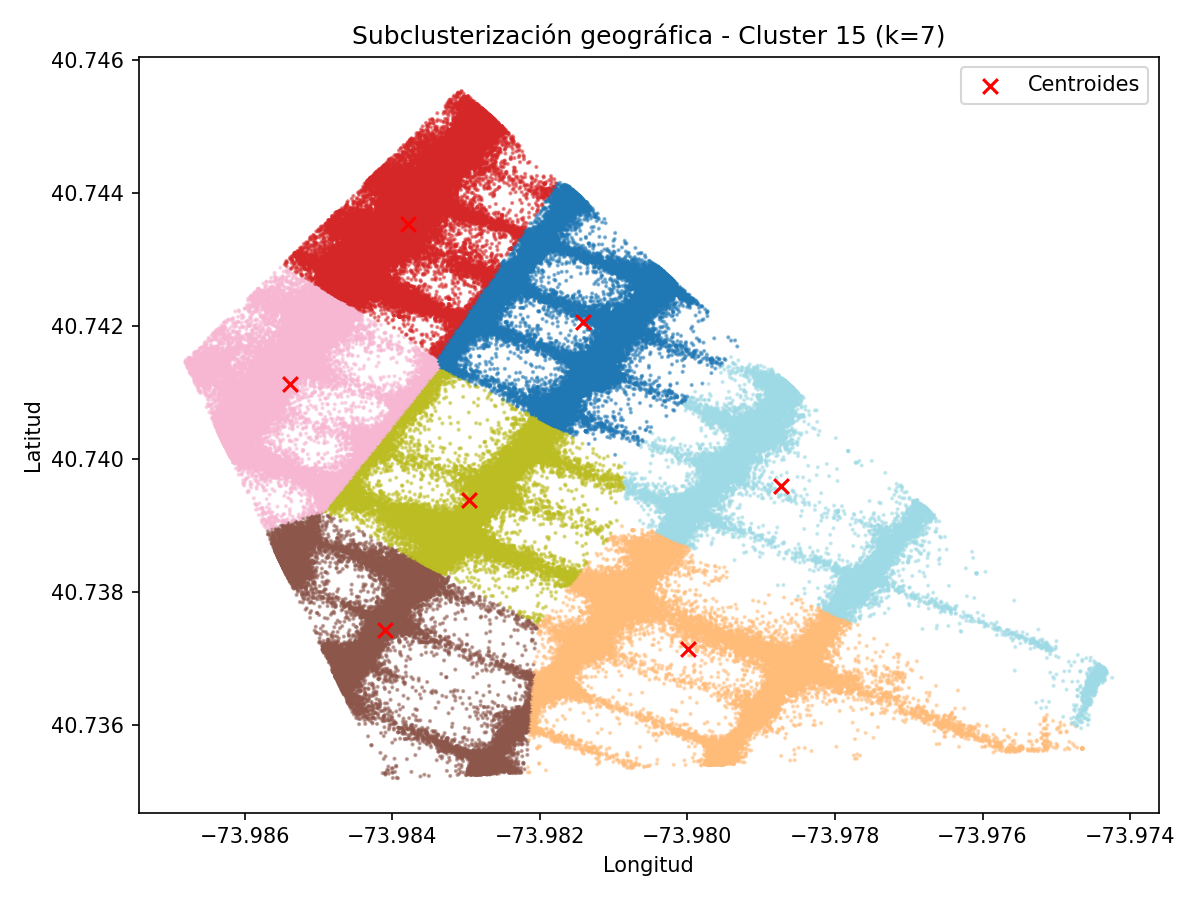 Subclusterización geográfica - Cluster 15 (k=7)
Centroides
40.746
40.744
40.742
40.740
40.738
40.736
Latitud
−73.986 −73.984 −73.982 −73.980 −73.978 −73.976 −73.974
Longitud